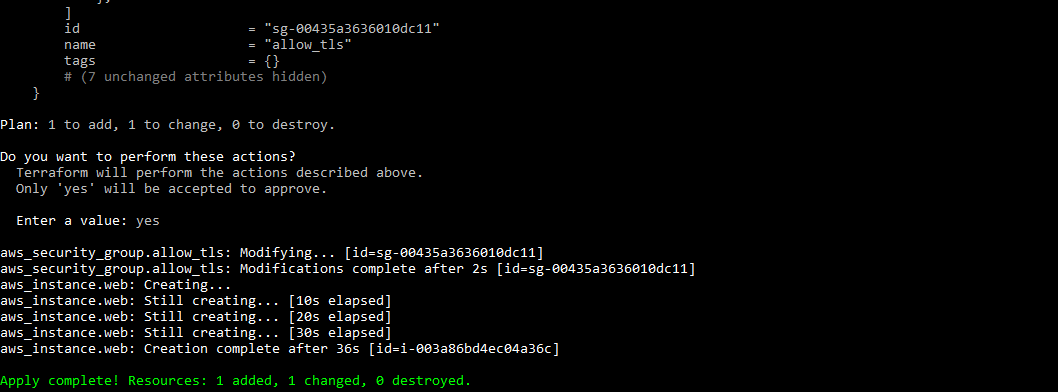 ]
id = "sg-00435a3636010dc11"
name = "allow_tls"
tags = {}
# (7 unchanged attributes hidden)
}
Plan: 1 to add, 1 to change, 0 to destroy.
Do you want to perform these actions?
Terraform will perform the actions described above.
Only 'yes' will be accepted to approve.
Enter a value: yes
aws_security_group.allow_tls: Modifying... [id=sg-00435a3636010dc11]
aws_security_group.allow_tls: Modifications complete after 2s [id=sg-00435a3636010dc11]
aws_instance.web: Creating...
aws_instance.web: Still creating... [10s elapsed]
aws_instance.web: Still creating... [20s elapsed]
aws_instance.web: Still creating... [30s elapsed]
aws_instance.web: Creation complete after 36s [id=i-003a86bd4ec04a36c]
Apply complete! Resources: 1 added, 1 changed, 0 destroyed.